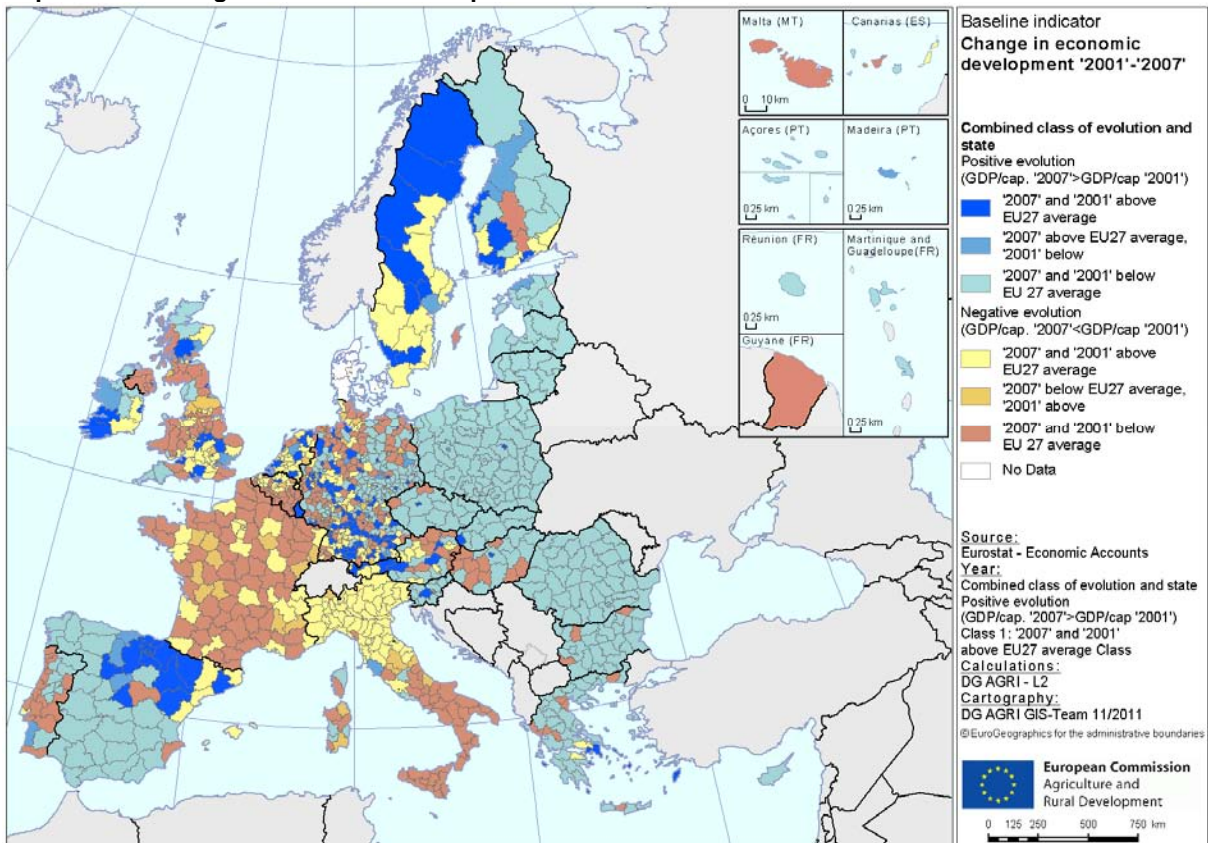 Malta (MT)
0 10 km
Canarias (ES)
Açores (PT)
0 25 km
Madeira (PT)
0 25 km
Réunion (FR)
0 25 km
Martinique and
Guadeloupe(FR)
0 25 km
Guyane (FR)
Baseline indicator
Change in economic
development '2001'-'2007'
Combined class of evolution and
state
Positive evolution
(GDP/cap. '2007'>GDP/cap '2001')
'2007' and '2001' above
EU27 average
'2007' above EU27 average,
'2001' below
'2007' and '2001' below
EU 27 average
Negative evolution
(GDP/cap. '2007'<GDP/cap '2001')
'2007' and '2001' above
EU27 average
'2007' below EU27 average,
'2001' above
'2007' and '2001' below
EU 27 average
No Data
Source:
Eurostat - Economic Accounts
Year:
Combined class of evolution and state
Positive evolution
(GDP/cap. '2007'>GDP/cap '2001')
Class 1: '2007' and '2001'
above EU27 average Class
Calculations:
DG AGRI - L2
Cartography:
DG AGRI GIS-Team 11/2011
©EuroGeographics for the administrative boundaries
European Commission
Agriculture and
Rural Development
0 125 250 500 750 km